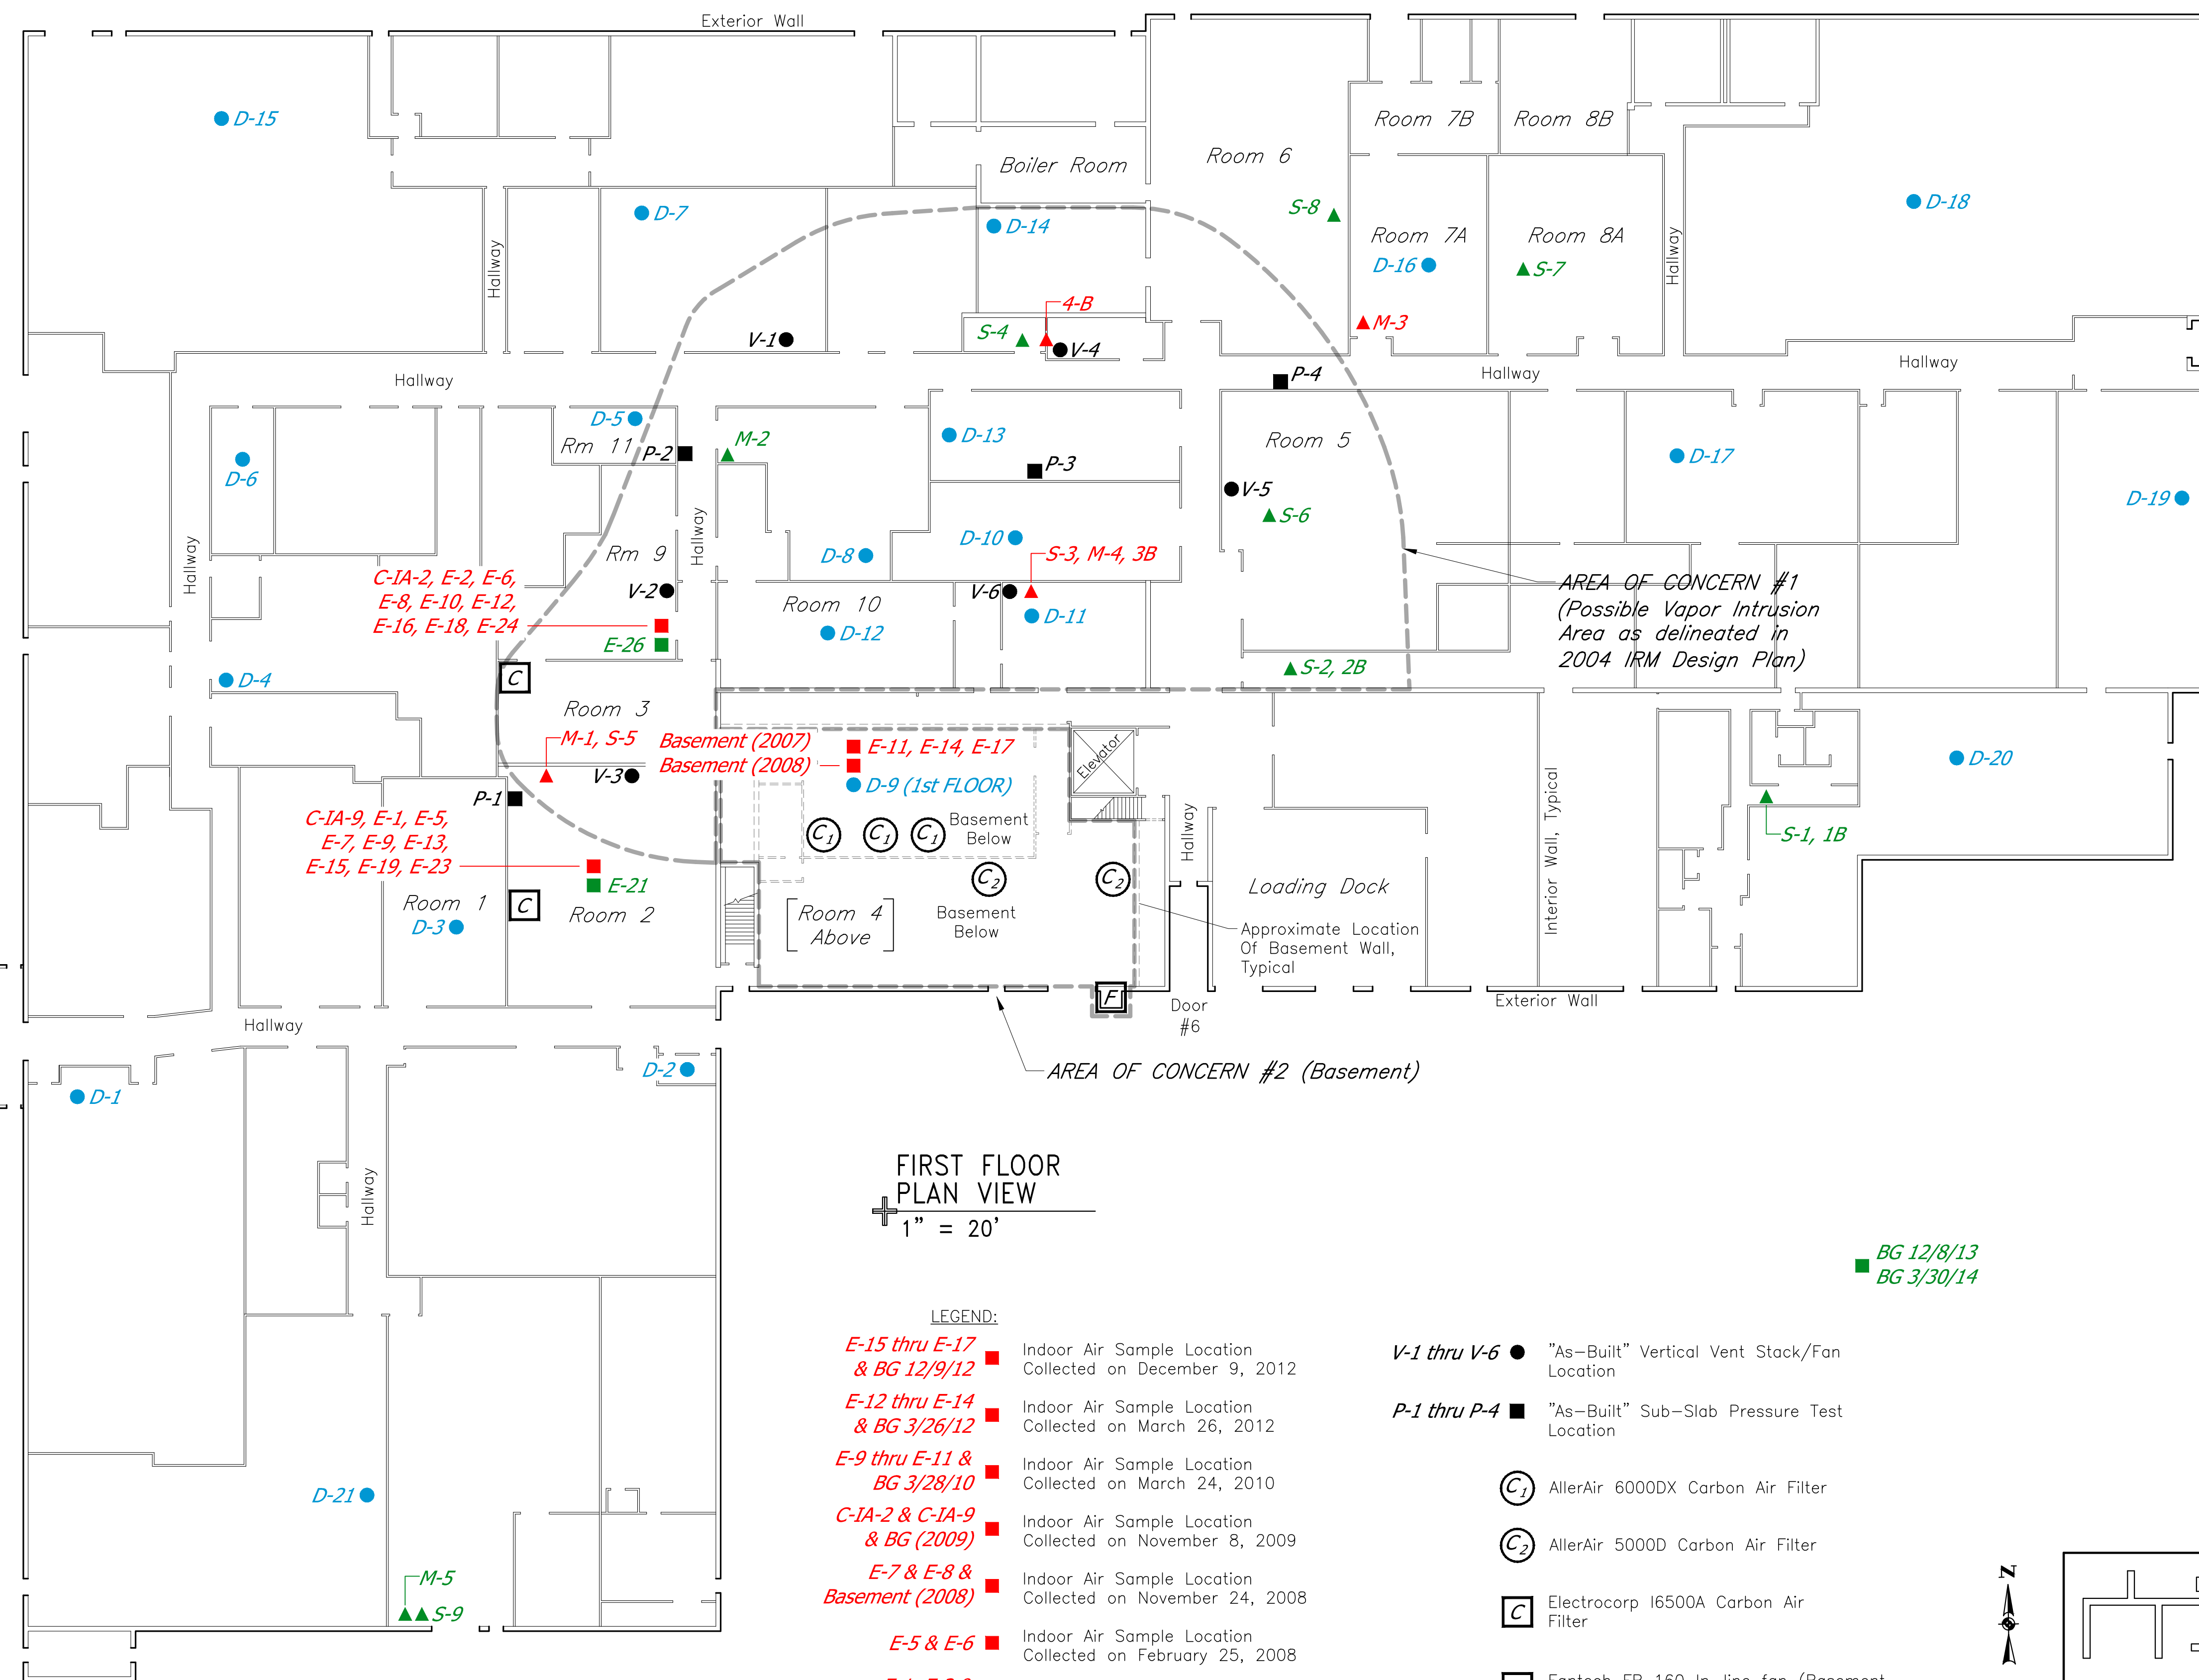 Exterior Wall
D-15
Boiler Room
Room 6
Room 7B
Room 8B
D-7
D-14
S-8
Room 7A
D-16
Room 8A
S-7
D-18
Hallway
Hallway
4-B
S-4
V-1
V-4
M-3
Hallway
P-4
Hallway
Hallway
D-5
Rm 11
P-2
M-2
D-13
P-3
Room 5
D-6
D-17
V-5
S-6
D-19
Hallway
Hallway
Rm 9
D-8
D-10
S-3, M-4, 3B
C-IA-2, E-2, E-6,
E-8, E-10, E-12,
E-16, E-18, E-24
V-2
V-6
Room 10
D-12
D-11
E-26
AREA OF CONCERN #1
(Possible Vapor Intrusion
Area as delineated in
2004 IRM Design Plan)
S-2, 2B
D-4
C
Room 3
M-1, S-5
Basement (2007)
E-11, E-14, E-17
Basement (2008)
D-9 (1st FLOOR)
Elevator
V-3
P-1
D-20
C-IA-9, E-1, E-5,
E-7, E-9, E-13,
E-15, E-19, E-23
C1
C1
C1
Basement
Below
Hallway
Interior Wall, Typical
S-1, 1B
E-21
C2
C2
Loading Dock
Room 1
D-3
C
Room 2
Room 4
Above
Basement
Below
Approximate Location
Of Basement Wall,
Typical
F
Door
#6
Exterior Wall
Hallway
D-1
D-2
AREA OF CONCERN #2 (Basement)
Hallway
FIRST FLOOR
PLAN VIEW
1" = 20'
BG 12/8/13
BG 3/30/14
D-21
M-5
S-9
LEGEND:
E-15 thru E-17
& BG 12/9/12
Indoor Air Sample Location
Collected on December 9, 2012
E-12 thru E-14
& BG 3/26/12
Indoor Air Sample Location
Collected on March 26, 2012
E-9 thru E-11 &
BG 3/28/10
Indoor Air Sample Location
Collected on March 24, 2010
C-IA-2 & C-IA-9
& BG (2009)
Indoor Air Sample Location
Collected on November 8, 2009
E-7 & E-8 &
Basement (2008)
Indoor Air Sample Location
Collected on November 24, 2008
E-5 & E-6
Indoor Air Sample Location
Collected on February 25, 2008
V-1 thru V-6
"As-Built" Vertical Vent Stack/Fan
Location
P-1 thru P-4
"As-Built" Sub-Slab Pressure Test
Location
C1
AllerAir 6000DX Carbon Air Filter
C2
AllerAir 5000D Carbon Air Filter
C
Electrocorp I6500A Carbon Air
Filter
N